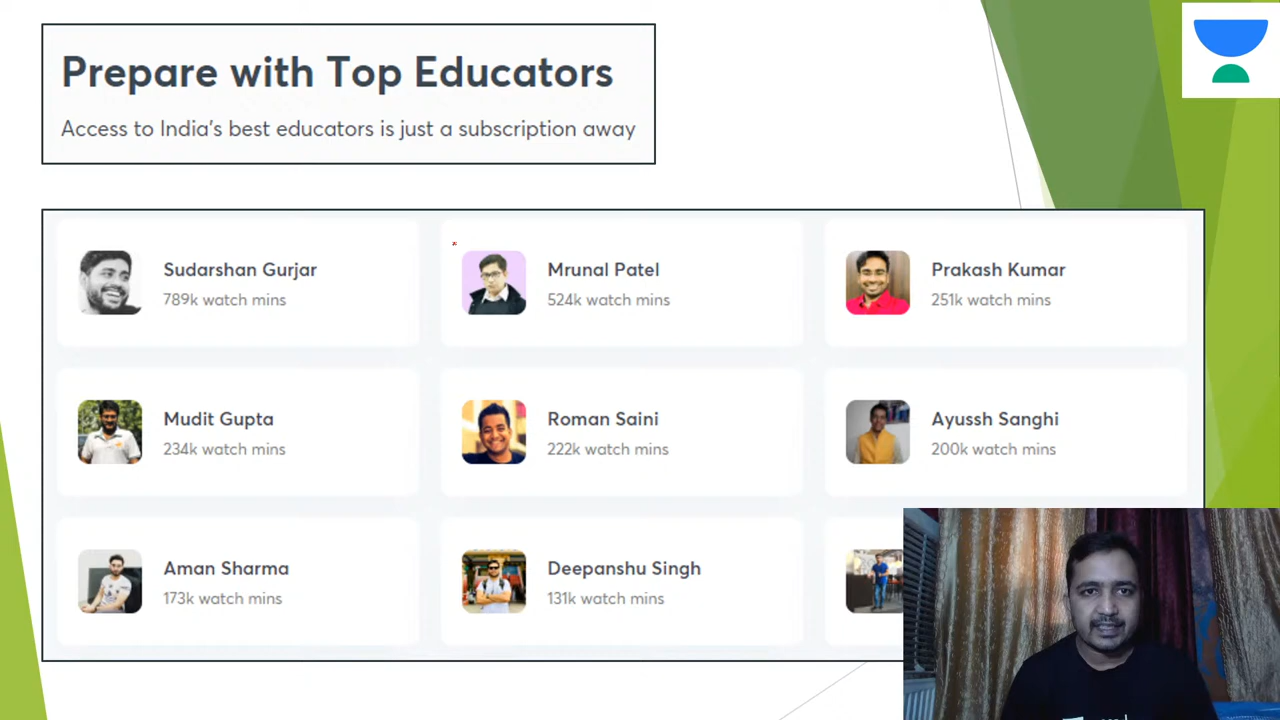 Prepare with Top Educators
Access to India's best educators is just a subscription away
Sudarshan Gurjar
789k watch mins
Mrunal Patel
524k watch mins
Prakash Kumar
251k watch mins
Mudit Gupta
234k watch mins
Roman Saini
222k watch mins
Ayussh Sanghi
200k watch mins
Aman Sharma
173k watch mins
Deepanshu Singh
131k watch mins